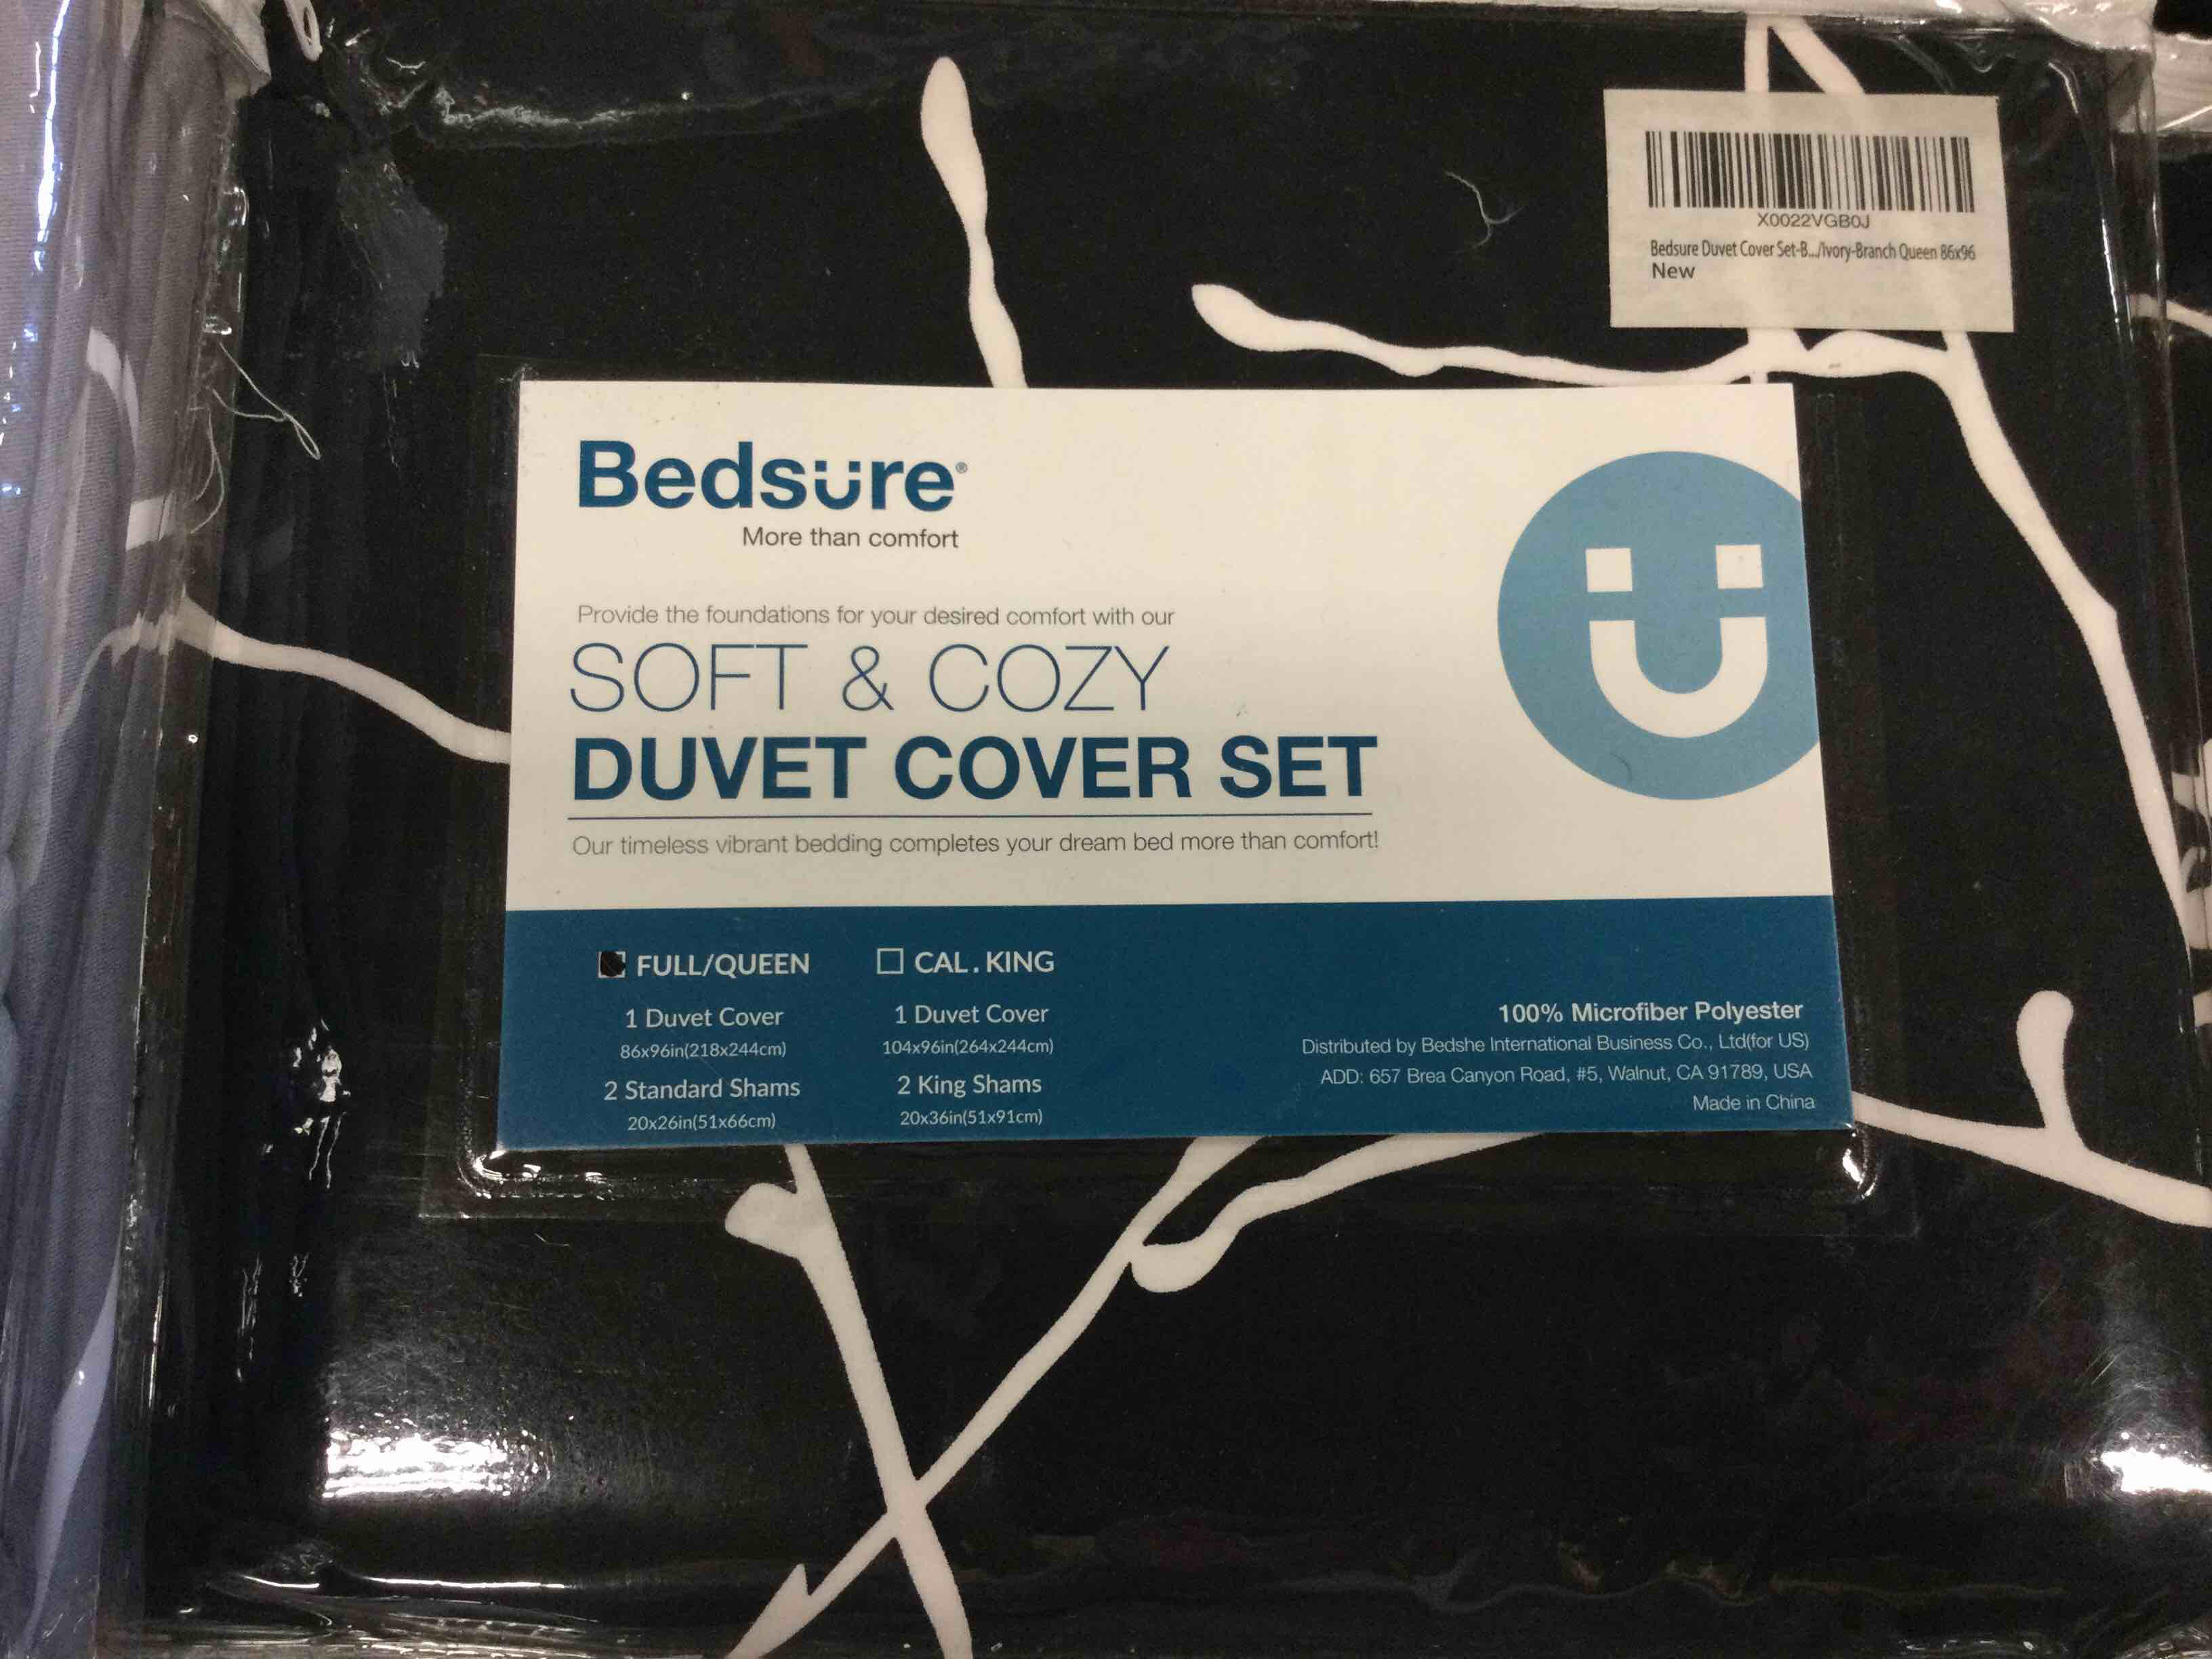 X0022VGB0J
Bedsure Duvet Cover Set-B.../Ivory-Branch Queen 86x96
New
Bedsure®
More than comfort
Provide the foundations for your desired comfort with our
SOFT & COZY
DUVET COVER SET
Our timeless vibrant bedding completes your dream bed more than comfort!
FULL/QUEEN
1 Duvet Cover
86x96in(218x244cm)
2 Standard Shams
20x26in(51x66cm)
CAL. KING
1 Duvet Cover
104x96in(264x244cm)
2 King Shams
20x36in(51x91cm)
100% Microfiber Polyester
Distributed by Bedshe International Business Co., Ltd(for US)
ADD: 657 Brea Canyon Road, #5, Walnut, CA 91789, USA
Made in China